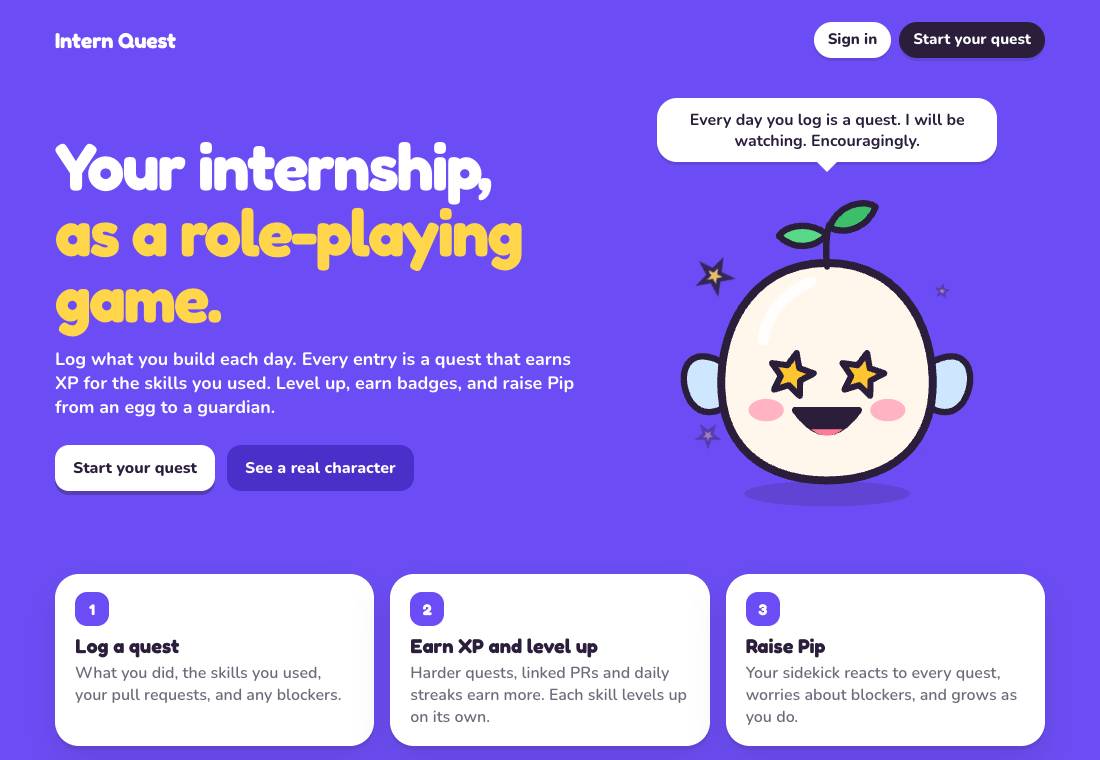 Intern Quest
Sign in
Start your quest
Every day you log is a quest. I will be
watching. Encouragingly.
Your internship,
as a role-playing
game.
Log what you build each day. Every entry is a quest that earns
XP for the skills you used. Level up, earn badges, and raise Pip
from an egg to a guardian.
Start your quest
See a real character
1
Log a quest
What you did, the skills you used,
your pull requests, and any blockers.
2
Earn XP and level up
Harder quests, linked PRs and daily
streaks earn more. Each skill levels up
on its own.
3
Raise Pip
Your sidekick reacts to every quest,
worries about blockers, and grows as
you do.